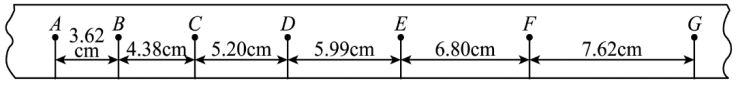 A B C D E F G
3.62
cm 4.38cm 5.20cm 5.99cm 6.80cm 7.62cm